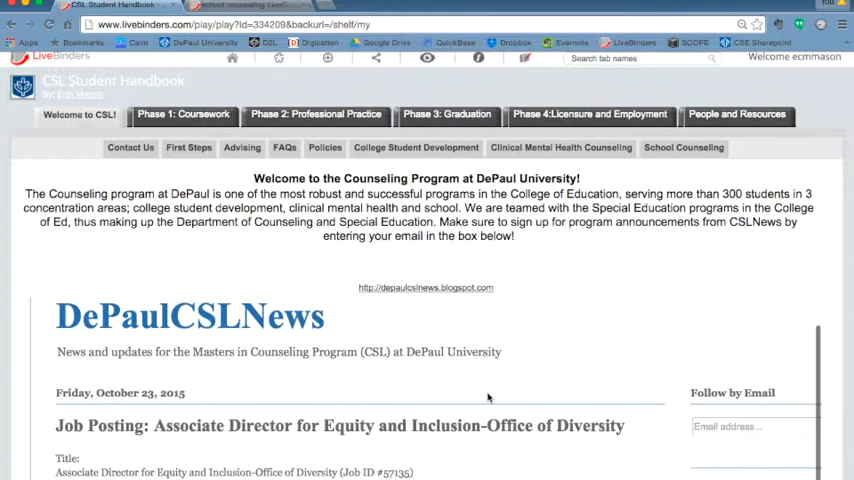 CSL Student Handbook
school counseling LiveBi
www.livebinders.com/play/play?id=334209&backurl=/shelf/my
Apps Bookmarks Calm DePaul University D2L Digication Google Drive QuickBase Dropbox Evernote LiveBinders SCOPE CSE Sharepoint
LiveBinders Search tab names Welcome ecmmason
CSL Student Handbook
by: Erin Mason
Welcome to CSL! Phase 1: Coursework Phase 2: Professional Practice Phase 3: Graduation Phase 4:Licensure and Employment People and Resources
Contact Us First Steps Advising FAQs Policies College Student Development Clinical Mental Health Counseling School Counseling
Welcome to the Counseling Program at DePaul University!
The Counseling program at DePaul is one of the most robust and successful programs in the College of Education, serving more than 300 students in 3
concentration areas; college student development, clinical mental health and school. We are teamed with the Special Education programs in the College
of Ed, thus making up the Department of Counseling and Special Education. Make sure to sign up for program announcements from CSLNews by
entering your email in the box below!
http://depaulcslnews.blogspot.com
DePaulCSLNews
News and updates for the Masters in Counseling Program (CSL) at DePaul University
Friday, October 23, 2015
Follow by Email
Job Posting: Associate Director for Equity and Inclusion-Office of Diversity
Email address...
Title:
Associate Director for Equity and Inclusion-Office of Diversity (Job ID #57135)